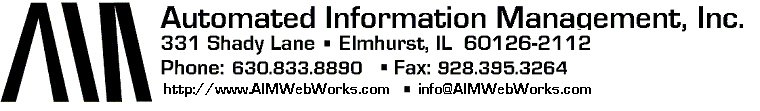 AIM
Automated Information Management, Inc.
331 Shady Lane ▪ Elmhurst, IL 60126-2112
Phone: 630.833.8890 ▪ Fax: 928.395.3264
http://www.AIMWebWorks.com ▪ info@AIMWebWorks.com